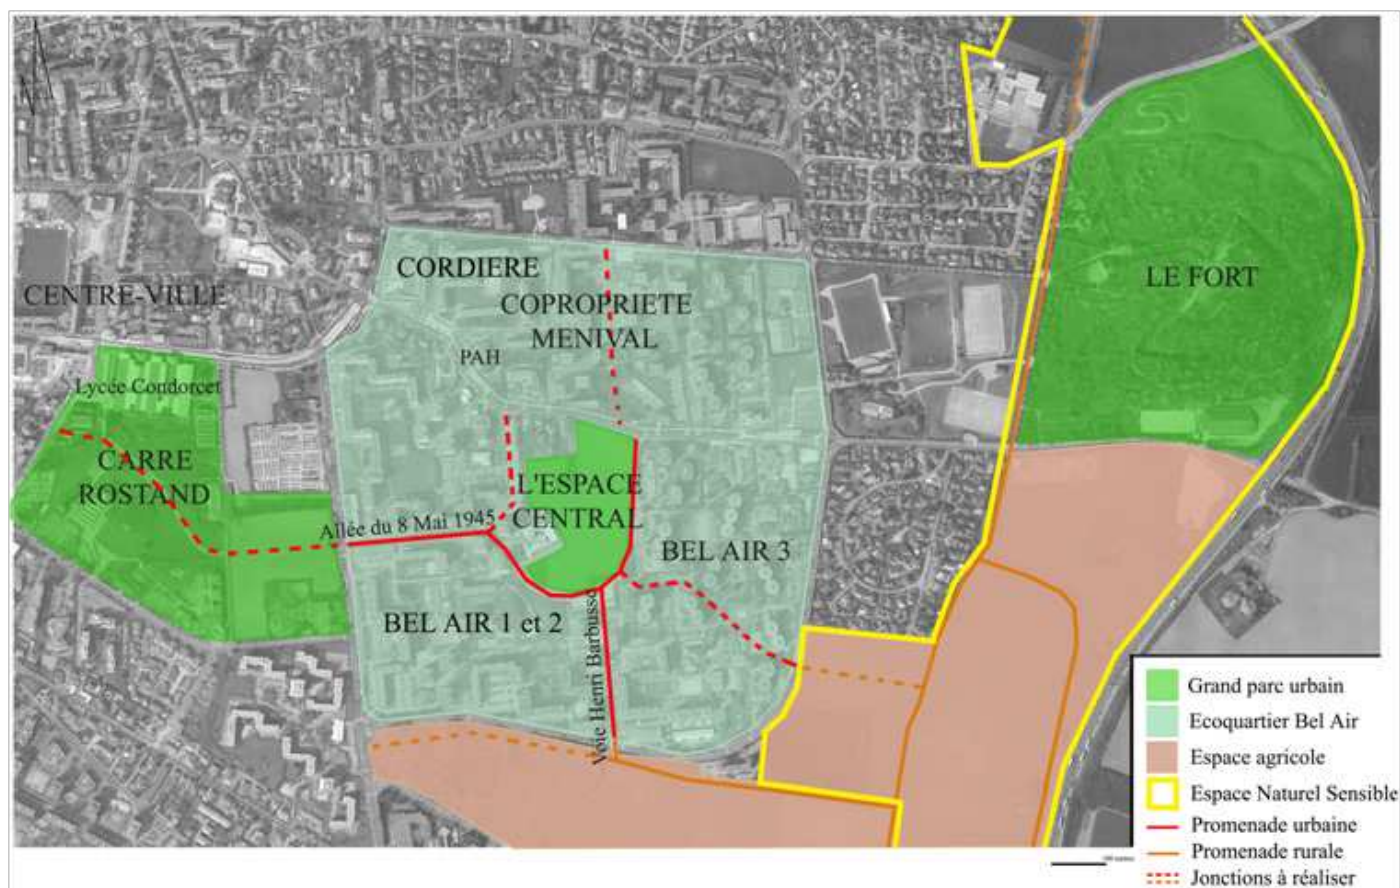 CORDIERE
LE FORT
CENTRE-VILLE
COPROPRIETE
MENIVAL
PAH
Lycée Condorcet
CARRE
ROSTAND
L'ESPACE
CENTRAL
Allée du 8 Mai 1945
BEL AIR 3
BEL AIR 1 et 2
Voie Henri Barbusse
Grand parc urbain
Ecoquartier Bel Air
Espace agricole
Espace Naturel Sensible
Promenade urbaine
Promenade rurale
Jonctions à réaliser